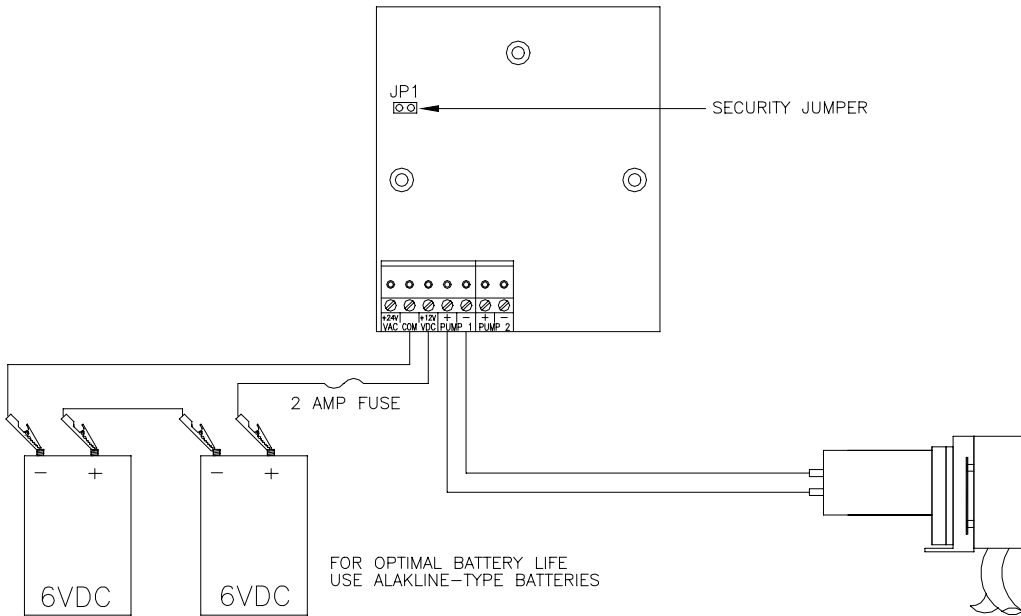 JP1
SECURITY JUMPER
+24V VAC COM +12V VDC + PUMP 1 - + PUMP 2 -
2 AMP FUSE
- + - +
6VDC 6VDC
FOR OPTIMAL BATTERY LIFE
USE ALAKLINE-TYPE BATTERIES